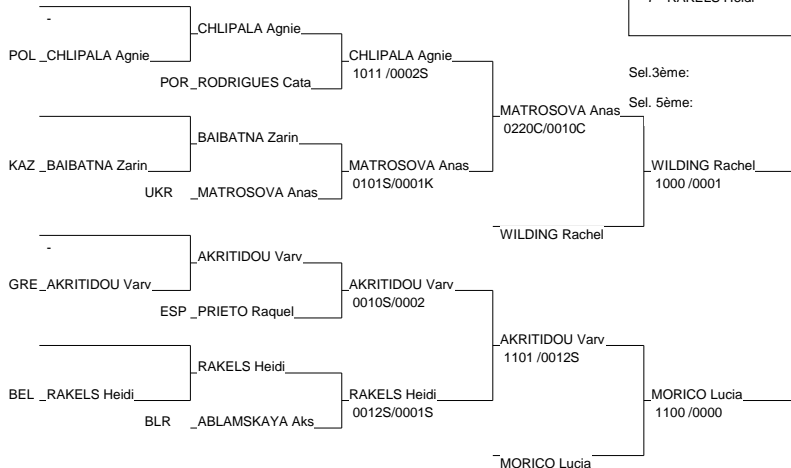 -
CHLIPALA Agnie
POL _CHLIPALA Agnie
CHLIPALA Agnie
1011 /0002S
POR _RODRIGUES Cata
Sel.3ème:
Sel. 5ème:
MATROSOVA Anas
0220C/0010C
BAIBATNA Zarin
KAZ _BAIBATNA Zarin
MATROSOVA Anas
0101S/0001K
WILDING Rachel
1000 /0001
UKR _MATROSOVA Anas
WILDING Rachel
-
AKRITIDOU Varv
GRE _AKRITIDOU Varv
AKRITIDOU Varv
0010S/0002
ESP _PRIETO Raquel
AKRITIDOU Varv
1101 /0012S
RAKELS Heidi
BEL _RAKELS Heidi
RAKELS Heidi
0012S/0001S
MORICO Lucia
1100 /0000
BLR _ABLAMSKAYA Aks
MORICO Lucia